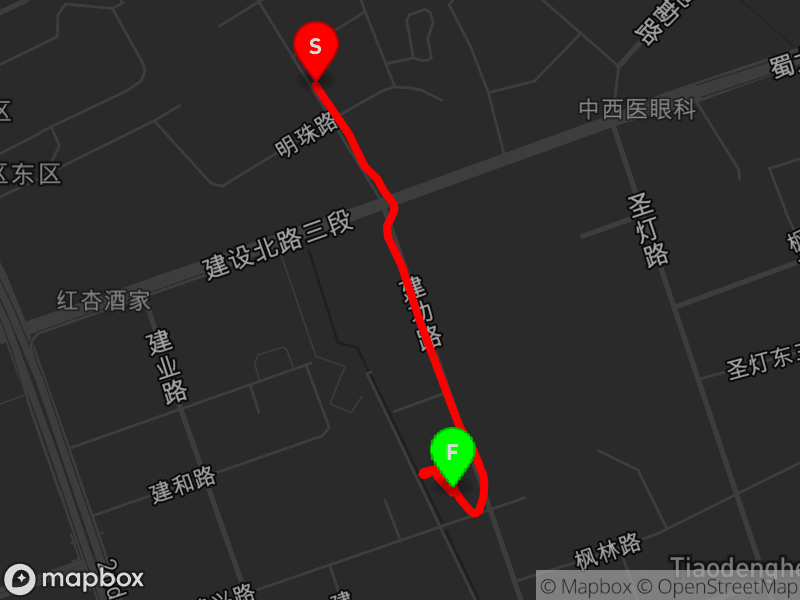 S
明珠路
中西医眼科
区
区东区
圣灯路
建设北路三段
建功路
红杏酒家
建业路
圣灯东
F
建和路
枫林路
Tiaodenghe
mapbox
© Mapbox © OpenStreetMap